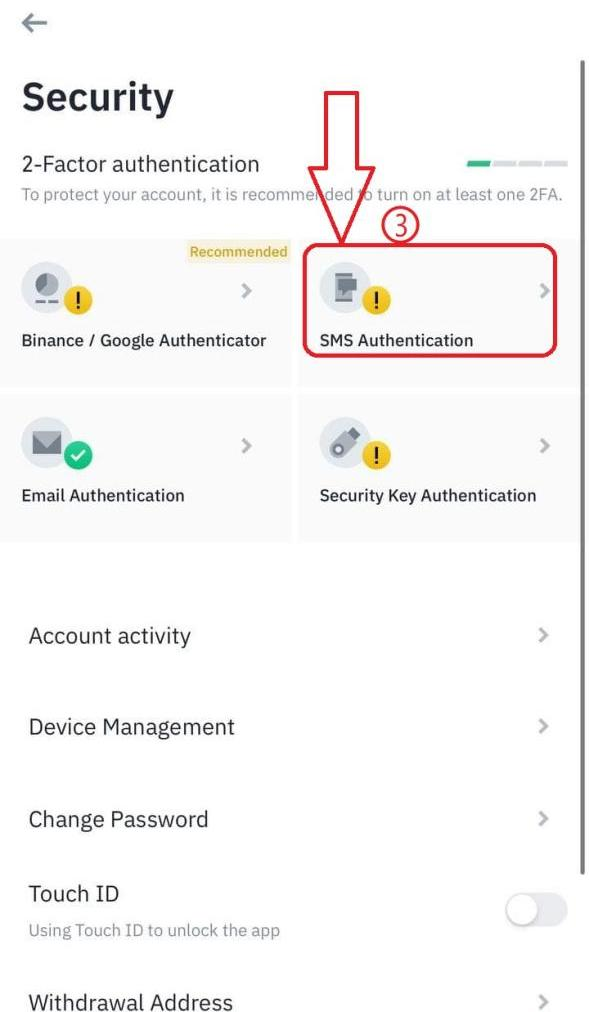 Security
2-Factor authentication
To protect your account, it is recommended to turn on at least one 2FA.
3
Recommended
Binance / Google Authenticator
SMS Authentication
Email Authentication
Security Key Authentication
Account activity
Device Management
Change Password
Touch ID
Using Touch ID to unlock the app
Withdrawal Address